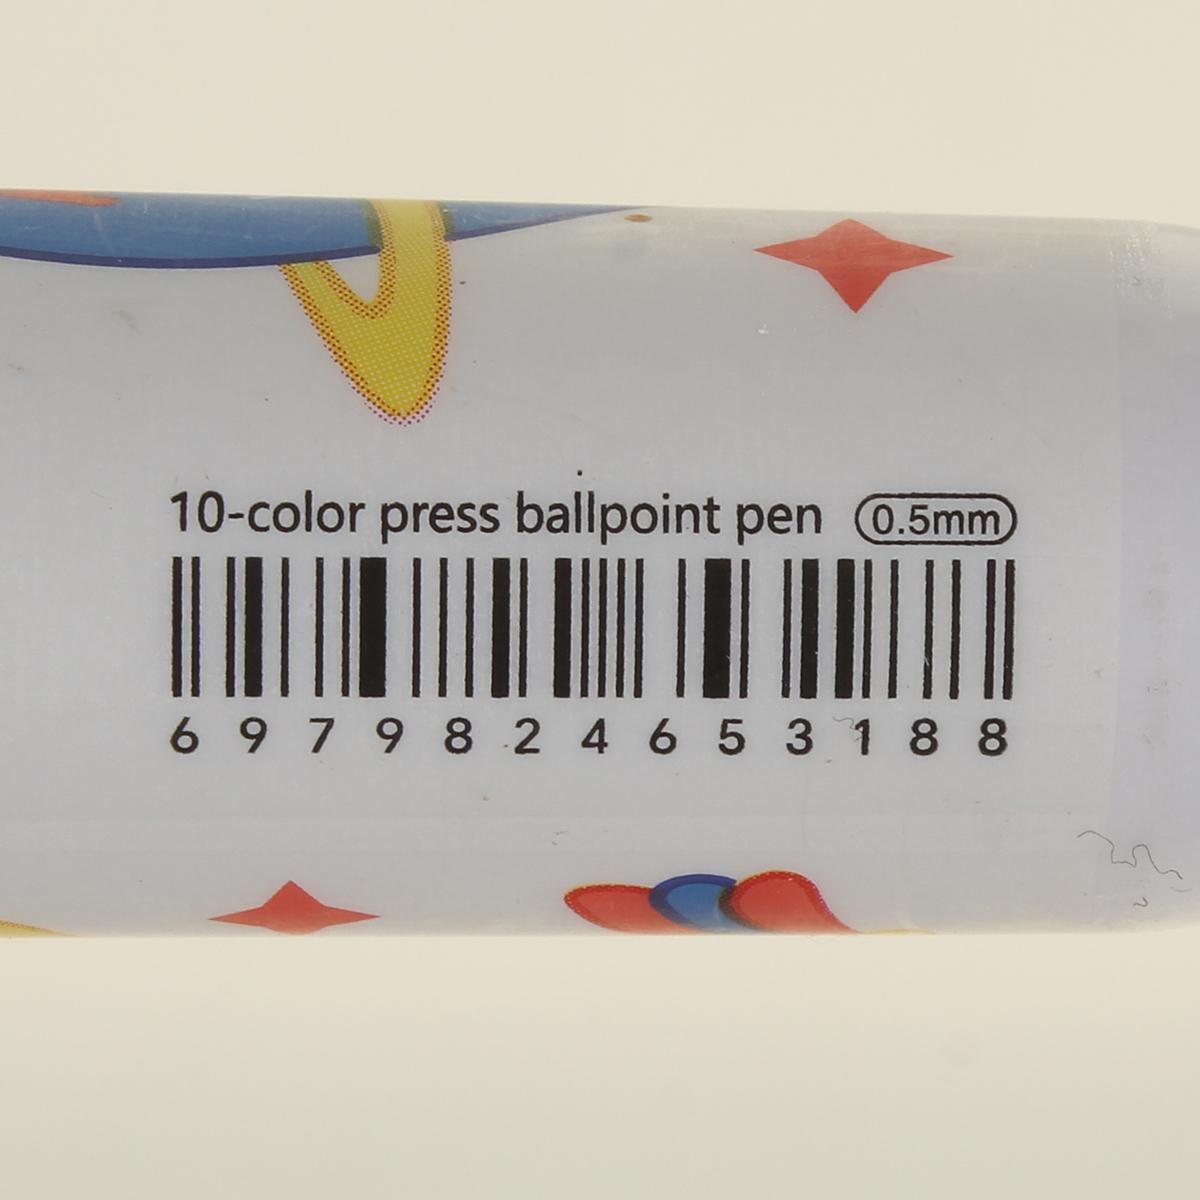 10-color press ballpoint pen 0.5mm
6979824653188